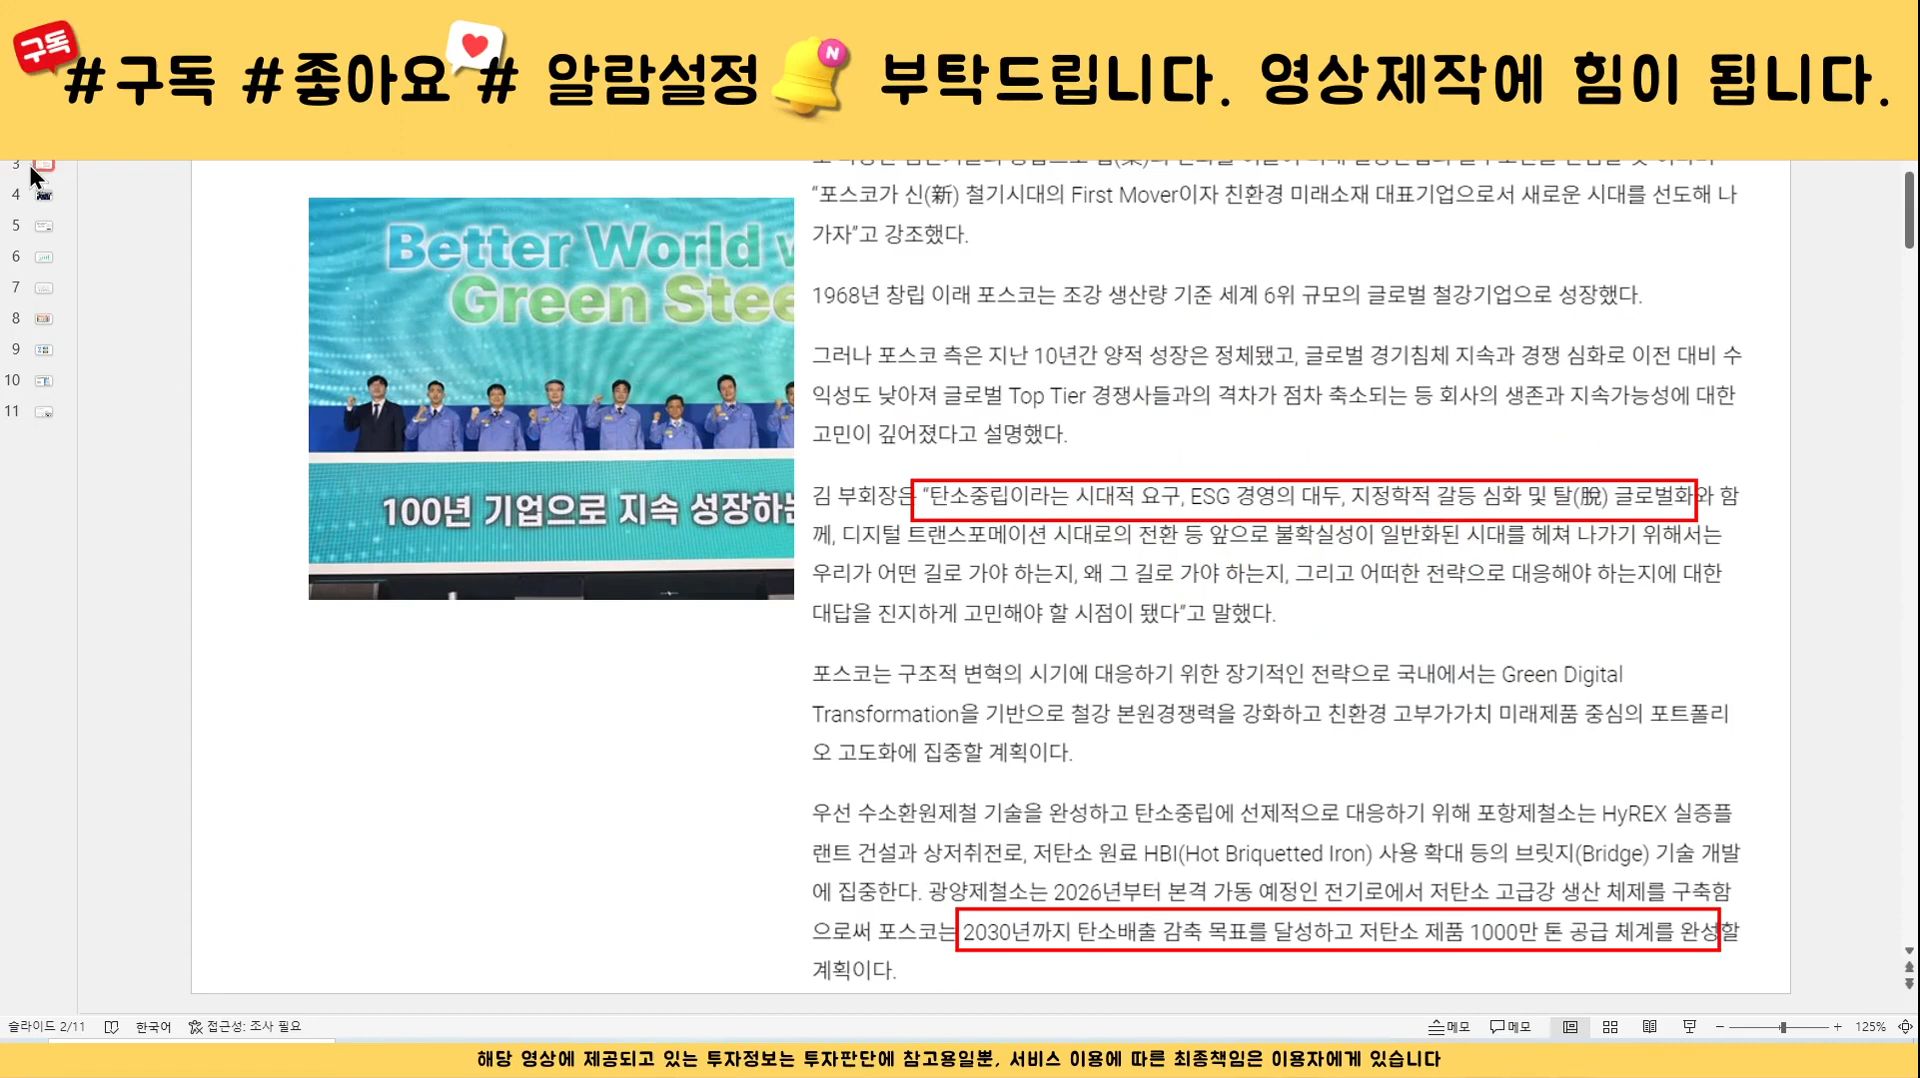 구독
#구독 #좋아요 # 알람설정 N 부탁드립니다. 영상제작에 힘이 됩니다.
3
4
5
6
7
8
9
10
11
Better World
Green Stee
100년 기업으로 지속 성장하는
“포스코가 신(新) 철기시대의 First Mover이자 친환경 미래소재 대표기업으로서 새로운 시대를 선도해 나
가자”고 강조했다.
1968년 창립 이래 포스코는 조강 생산량 기준 세계 6위 규모의 글로벌 철강기업으로 성장했다.
그러나 포스코 측은 지난 10년간 양적 성장은 정체됐고, 글로벌 경기침체 지속과 경쟁 심화로 이전 대비 수
익성도 낮아져 글로벌 Top Tier 경쟁사들과의 격차가 점차 축소되는 등 회사의 생존과 지속가능성에 대한
고민이 깊어졌다고 설명했다.
김 부회장은 “탄소중립이라는 시대적 요구, ESG 경영의 대두, 지정학적 갈등 심화 및 탈(脫) 글로벌화와 함
께, 디지털 트랜스포메이션 시대로의 전환 등 앞으로 불확실성이 일반화된 시대를 헤쳐 나가기 위해서는
우리가 어떤 길로 가야 하는지, 왜 그 길로 가야 하는지, 그리고 어떠한 전략으로 대응해야 하는지에 대한
대답을 진지하게 고민해야 할 시점이 됐다”고 말했다.
포스코는 구조적 변혁의 시기에 대응하기 위한 장기적인 전략으로 국내에서는 Green Digital
Transformation을 기반으로 철강 본원경쟁력을 강화하고 친환경 고부가가치 미래제품 중심의 포트폴리
오 고도화에 집중할 계획이다.
우선 수소환원제철 기술을 완성하고 탄소중립에 선제적으로 대응하기 위해 포항제철소는 HyREX 실증플
랜트 건설과 상저취전로, 저탄소 원료 HBI(Hot Briquetted Iron) 사용 확대 등의 브릿지(Bridge) 기술 개발
에 집중한다. 광양제철소는 2026년부터 본격 가동 예정인 전기로에서 저탄소 고급강 생산 체제를 구축함
으로써 포스코는 2030년까지 탄소배출 감축 목표를 달성하고 저탄소 제품 1000만 톤 공급 체계를 완성할
계획이다.
슬라이드 2/11 한국어 접근성: 조사 필요 메모 메모 125%
해당 영상에 제공되고 있는 투자정보는 투자판단에 참고용일뿐, 서비스 이용에 따른 최종책임은 이용자에게 있습니다